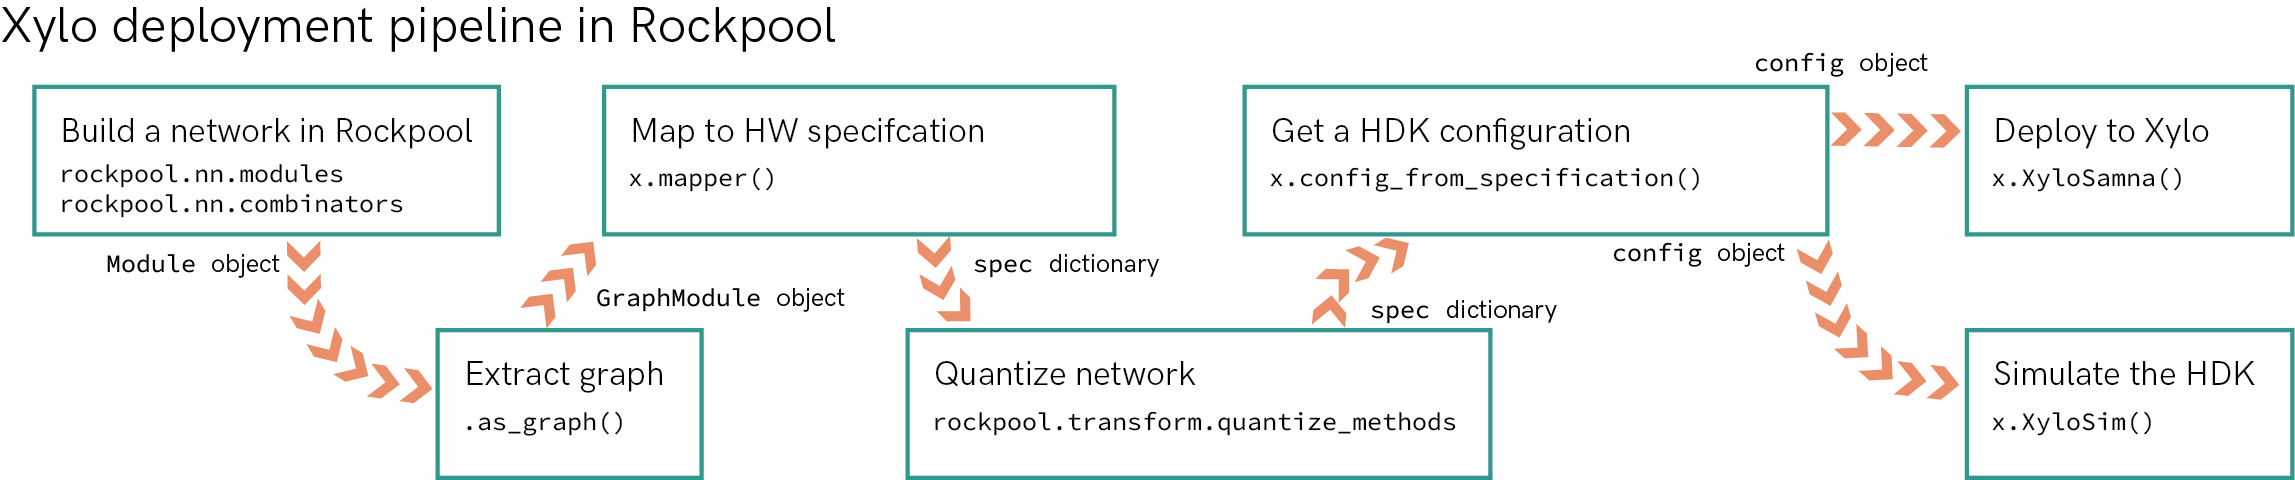 Xylo deployment pipeline in Rockpool
Build a network in Rockpool
rockpool.nn.modules
rockpool.nn.combinators
Module object
Extract graph
.as_graph()
GraphModule object
Map to HW specifcation
x.mapper()
spec dictionary
Quantize network
rockpool.transform.quantize_methods
spec dictionary
Get a HDK configuration
x.config_from_specification()
config object
Deploy to Xylo
x.XyloSamna()
config object
Simulate the HDK
x.XyloSim()